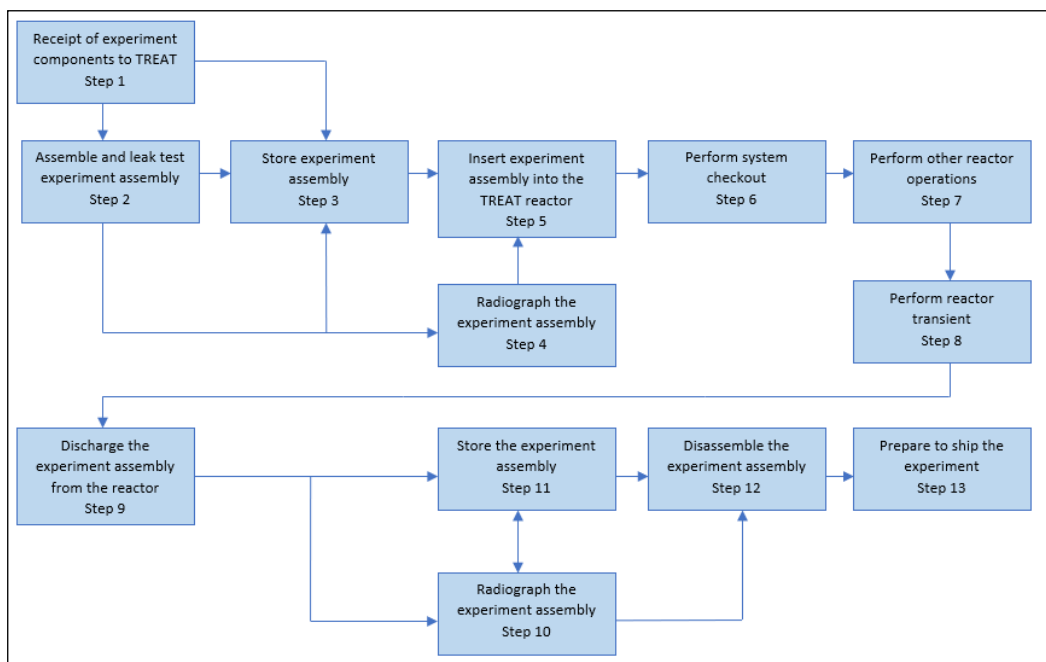 Receipt of experiment
components to TREAT
Step 1
Assemble and leak test
experiment assembly
Step 2
Store experiment
assembly
Step 3
Insert experiment
assembly into the
TREAT reactor
Step 5
Perform system
checkout
Step 6
Perform other reactor
operations
Step 7
Radiograph the
experiment assembly
Step 4
Perform reactor
transient
Step 8
Discharge the
experiment assembly
from the reactor
Step 9
Store the experiment
assembly
Step 11
Disassemble the
experiment assembly
Step 12
Prepare to ship the
experiment
Step 13
Radiograph the
experiment assembly
Step 10